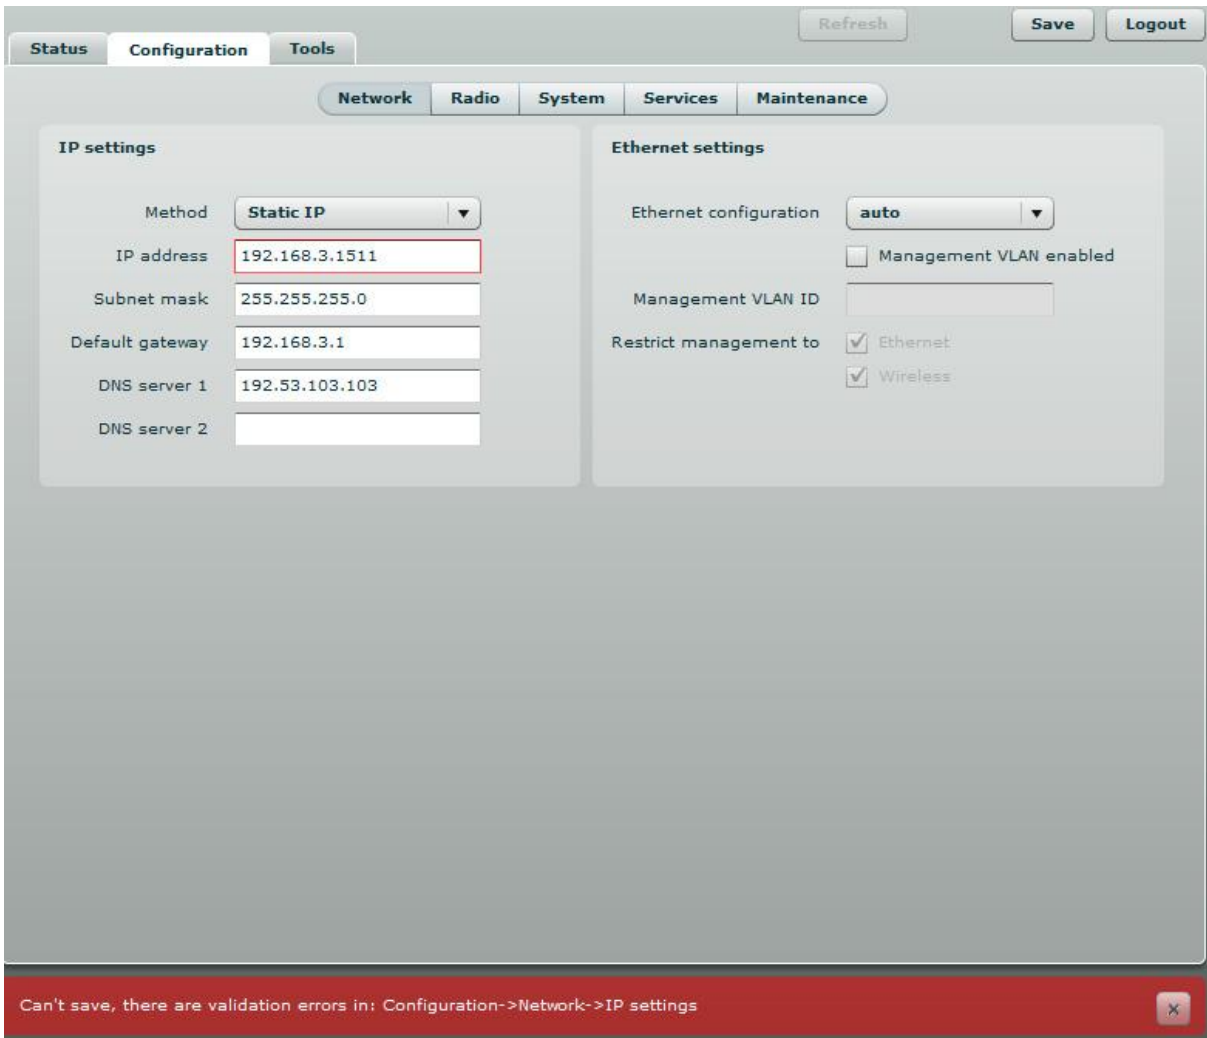 Refresh Save Logout
Status Configuration Tools
Network Radio System Services Maintenance
IP settings
Method Static IP
IP address 192.168.3.1511
Subnet mask 255.255.255.0
Default gateway 192.168.3.1
DNS server 1 192.53.103.103
DNS server 2
Ethernet settings
Ethernet configuration auto
Management VLAN enabled
Management VLAN ID
Restrict management to Ethernet
Wireless
Can't save, there are validation errors in: Configuration->Network->IP settings